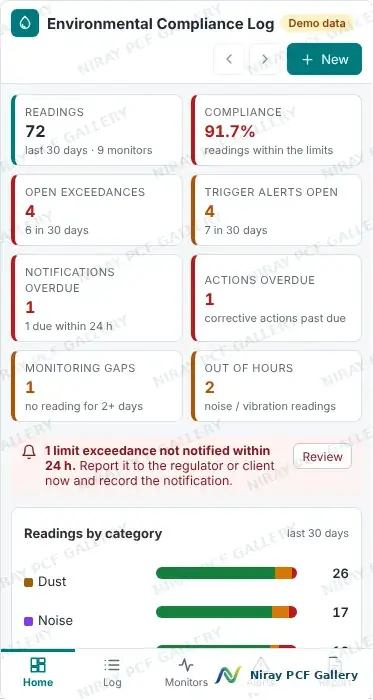 Environmental Compliance Log
Demo data
New
READINGS
72
last 30 days · 9 monitors
COMPLIANCE
91.7%
readings within the limits
OPEN EXCEEDANCES
4
6 in 30 days
TRIGGER ALERTS OPEN
4
7 in 30 days
NOTIFICATIONS
OVERDUE
1
1 due within 24 h
ACTIONS OVERDUE
1
corrective actions past due
MONITORING GAPS
1
no reading for 2+ days
OUT OF HOURS
2
noise / vibration readings
1 limit exceedance not notified within
24 h. Report it to the regulator or client
now and record the notification.
Review
Readings by category
last 30 days
Dust
26
Noise
17
Home
Log
Monitors
Niray PCF Gallery
NIRAY PCF GALLERY